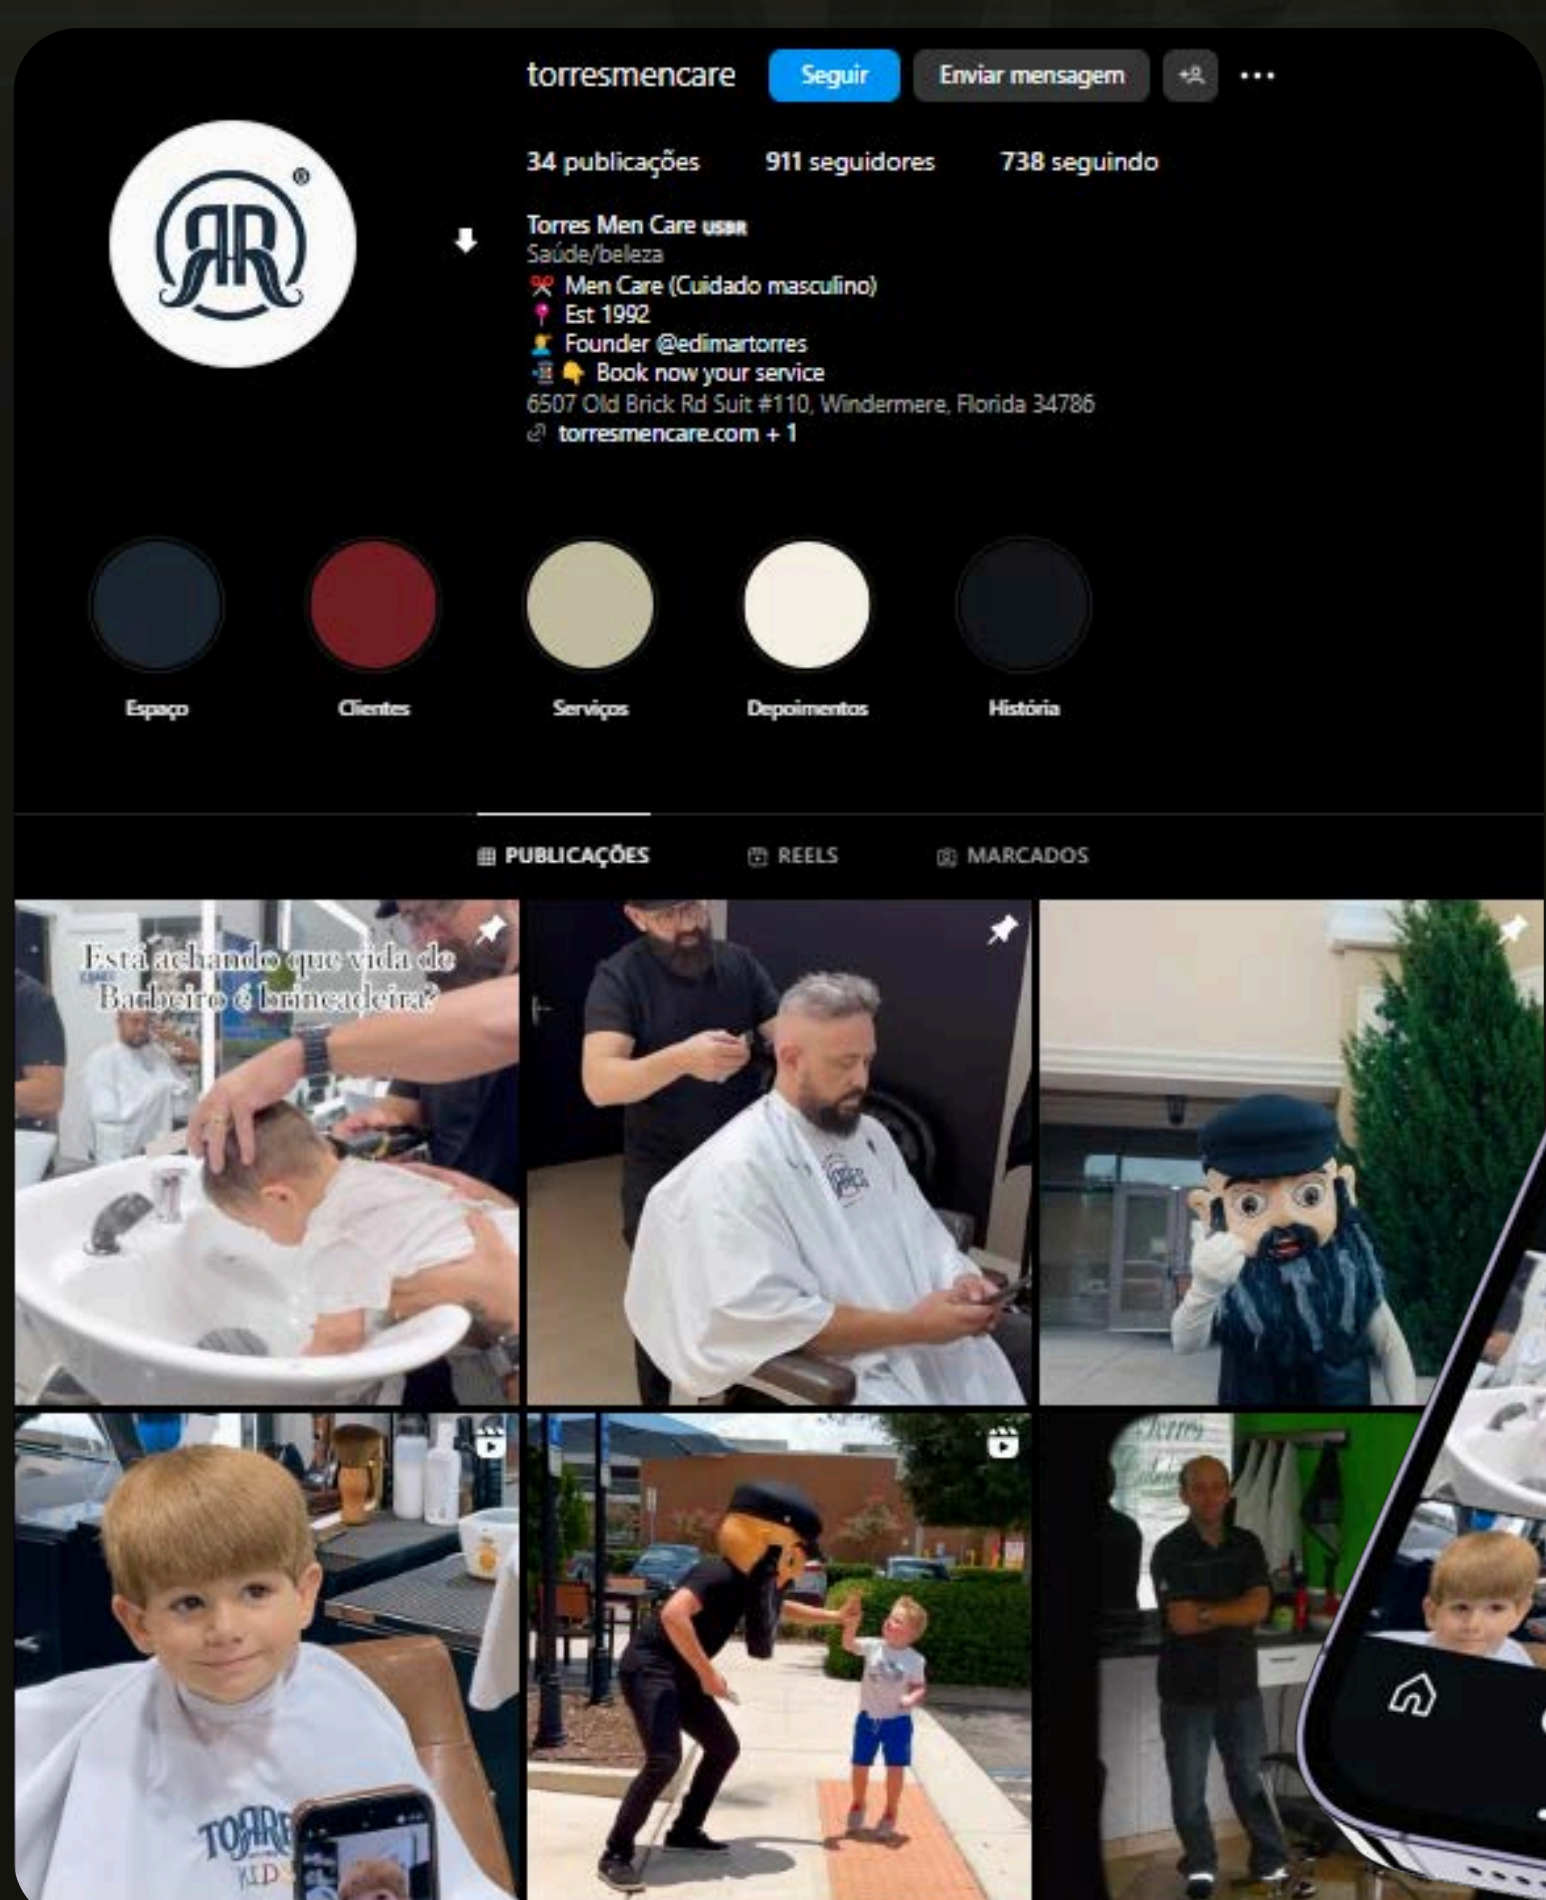 torresmencare Seguir Enviar mensagem
34 publicações 911 seguidores 738 seguindo
Torres Men Care USBR
Saúde/beleza
Men Care (Cuidado masculino)
Est 1992
Founder @edimartorres
Book now your service
6507 Old Brick Rd Suit #110, Windermere, Florida 34786
torresmencare.com + 1
Espaço Clientes Serviços Depoimentos História
PUBLICAÇÕES REELS MARCADOS
Está achando que vida de
Barbeiro é brincadeira?
Torres